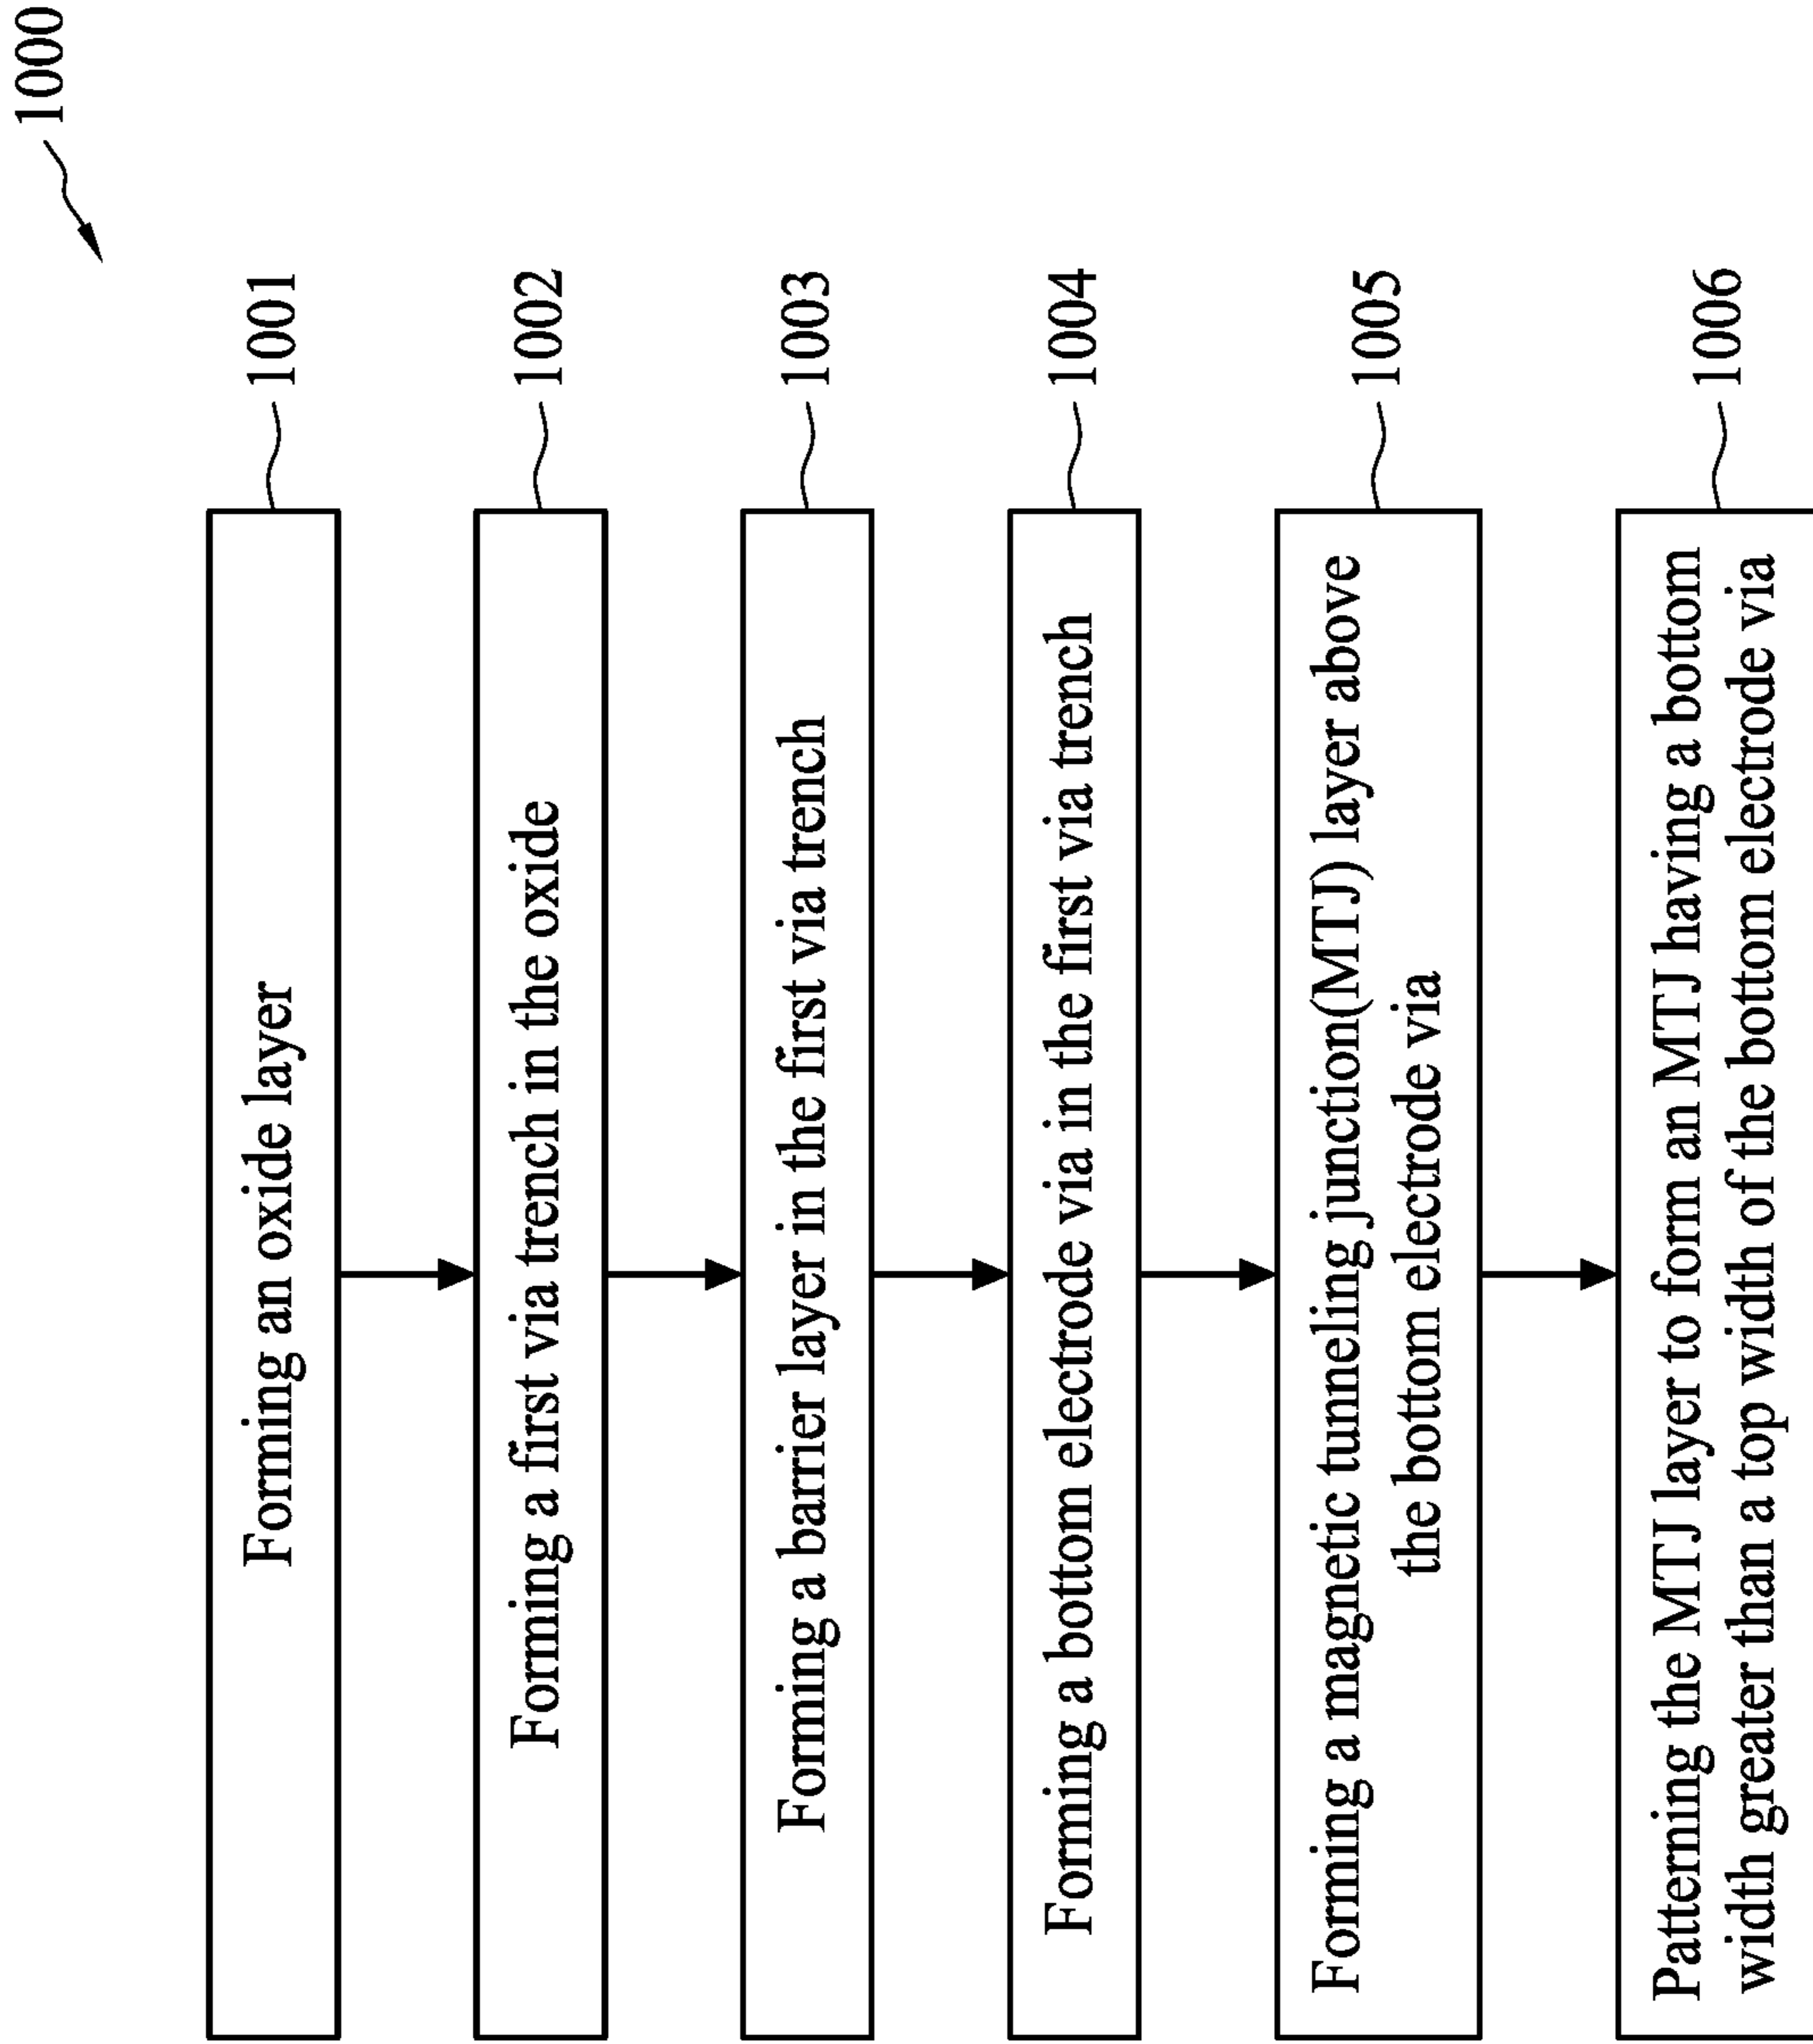 1000
Forming an oxide layer
1001
Forming a first via trench in the oxide
1002
Forming a barrier layer in the first via trench
1003
Forming a bottom electrode via in the first via trench
1004
Forming a magnetic tunneling junction(MTJ) layer above
the bottom electrode via
1005
Patterning the MTJ layer to form an MTJ having a bottom
width greater than a top width of the bottom electrode via
1006